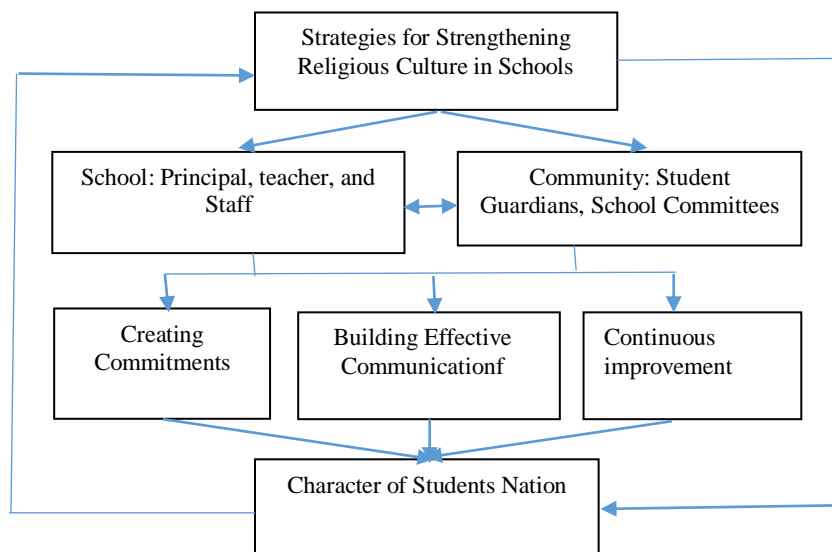 Strategies for Strengthening
Religious Culture in Schools
School: Principal, teacher, and
Staff
Community: Student
Guardians, School Committees
Creating
Commitments
Building Effective
Communicationf
Continuous
improvement
Character of Students Nation